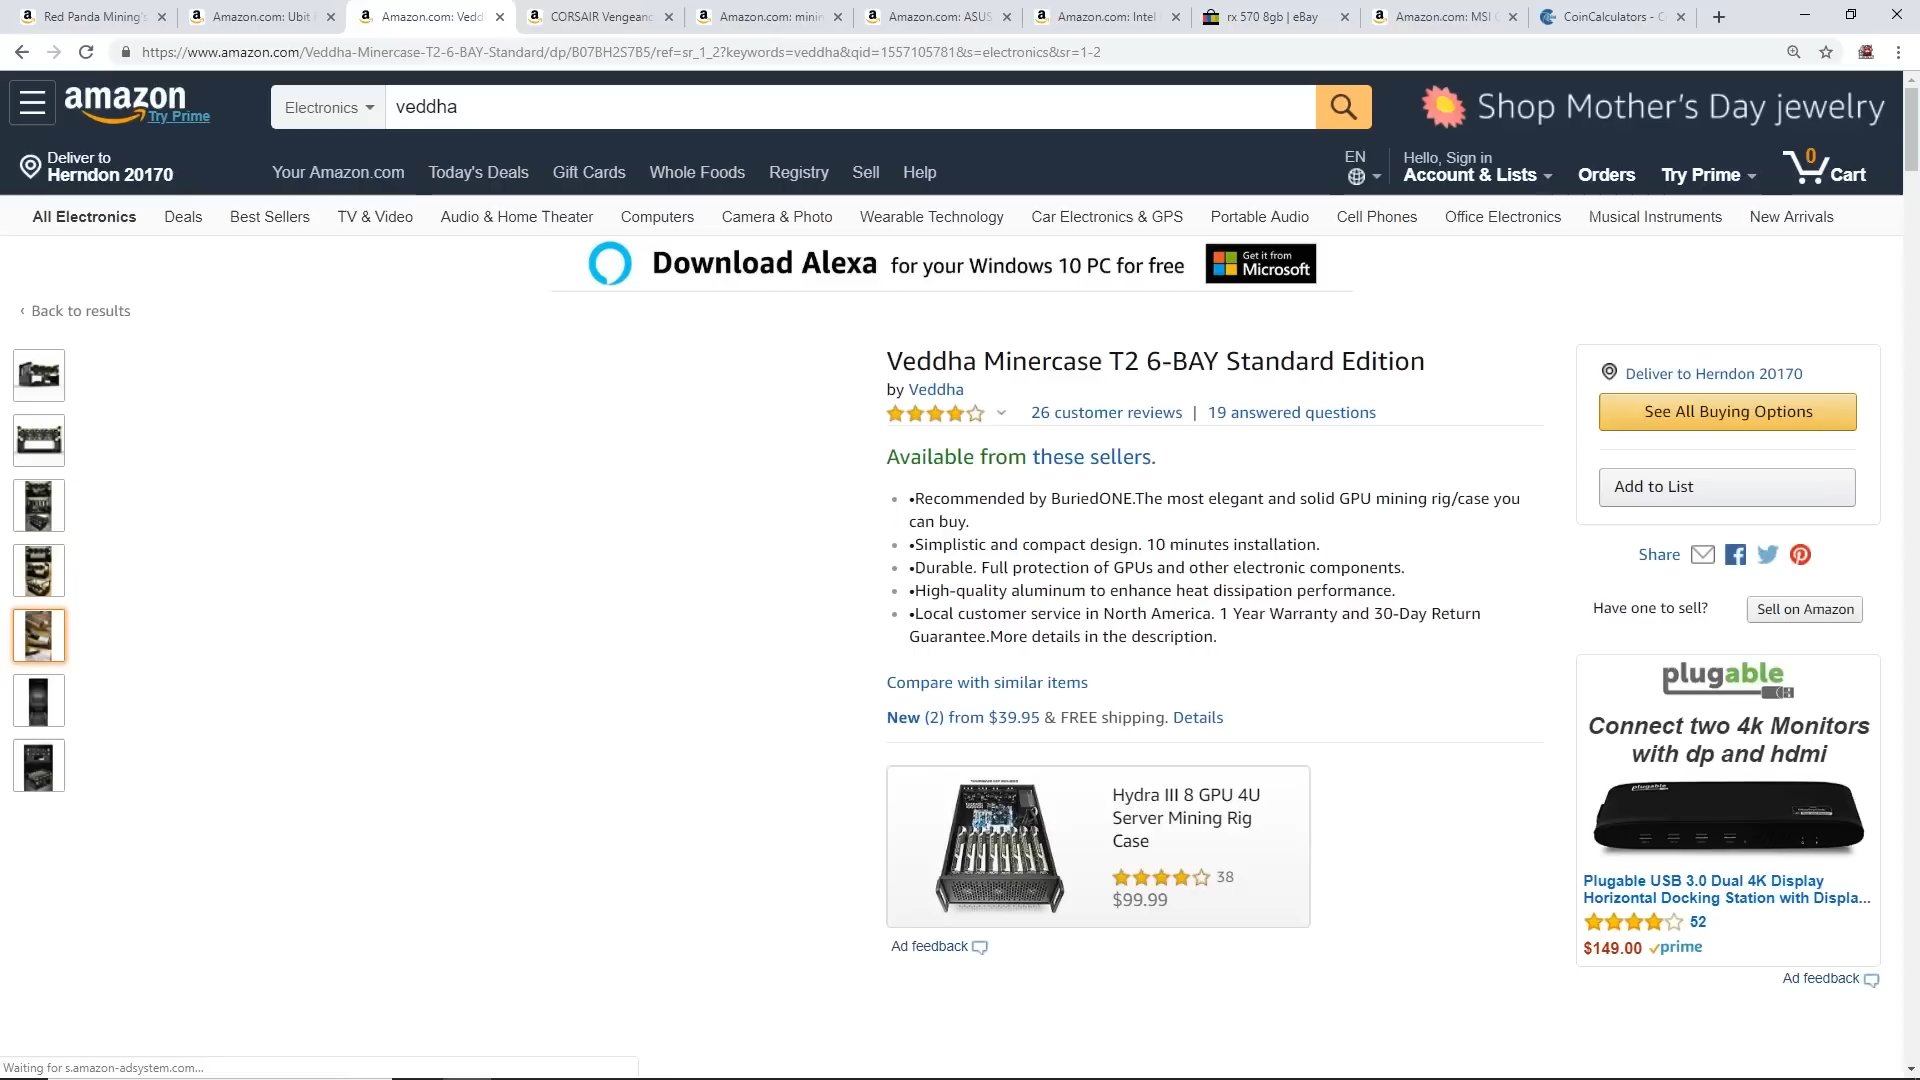 Red Panda Mining's
Amazon.com: Ubit
Amazon.com: Vedd
CORSAIR Vengeanc
Amazon.com: minin
Amazon.com: ASUS
Amazon.com: Intel
rx 570 8gb | eBay
Amazon.com: MSI
CoinCalculators - C
https://www.amazon.com/Veddha-Minercase-T2-6-BAY-Standard/dp/B07BH2S7B5/ref=sr_1_2?keywords=veddha&qid=1557105781&s=electronics&sr=1-2
amazon
Try Prime
Electronics
veddha
Shop Mother's Day jewelry
Deliver to
Herndon 20170
Your Amazon.com Today's Deals Gift Cards Whole Foods Registry Sell Help
EN
Hello, Sign in
Account & Lists
Orders
Try Prime
0
Cart
All Electronics Deals Best Sellers TV & Video Audio & Home Theater Computers Camera & Photo Wearable Technology Car Electronics & GPS Portable Audio Cell Phones Office Electronics Musical Instruments New Arrivals
Download Alexa for your Windows 10 PC for free
Get it from
Microsoft
‹ Back to results
Veddha Minercase T2 6-BAY Standard Edition
by Veddha
26 customer reviews | 19 answered questions
Available from these sellers.
• •Recommended by BuriedONE.The most elegant and solid GPU mining rig/case you
can buy.
• •Simplistic and compact design. 10 minutes installation.
• •Durable. Full protection of GPUs and other electronic components.
• •High-quality aluminum to enhance heat dissipation performance.
• •Local customer service in North America. 1 Year Warranty and 30-Day Return
Guarantee.More details in the description.
Compare with similar items
New (2) from $39.95 & FREE shipping. Details
Hydra III 8 GPU 4U
Server Mining Rig
Case
38
$99.99
Ad feedback
Deliver to Herndon 20170
See All Buying Options
Add to List
Share
Have one to sell?
Sell on Amazon
plugable
Connect two 4k Monitors
with dp and hdmi
plugable
Plugable USB 3.0 Dual 4K Display
Horizontal Docking Station with Displa...
52
$149.00 prime
Ad feedback
Waiting for s.amazon-adsystem.com...